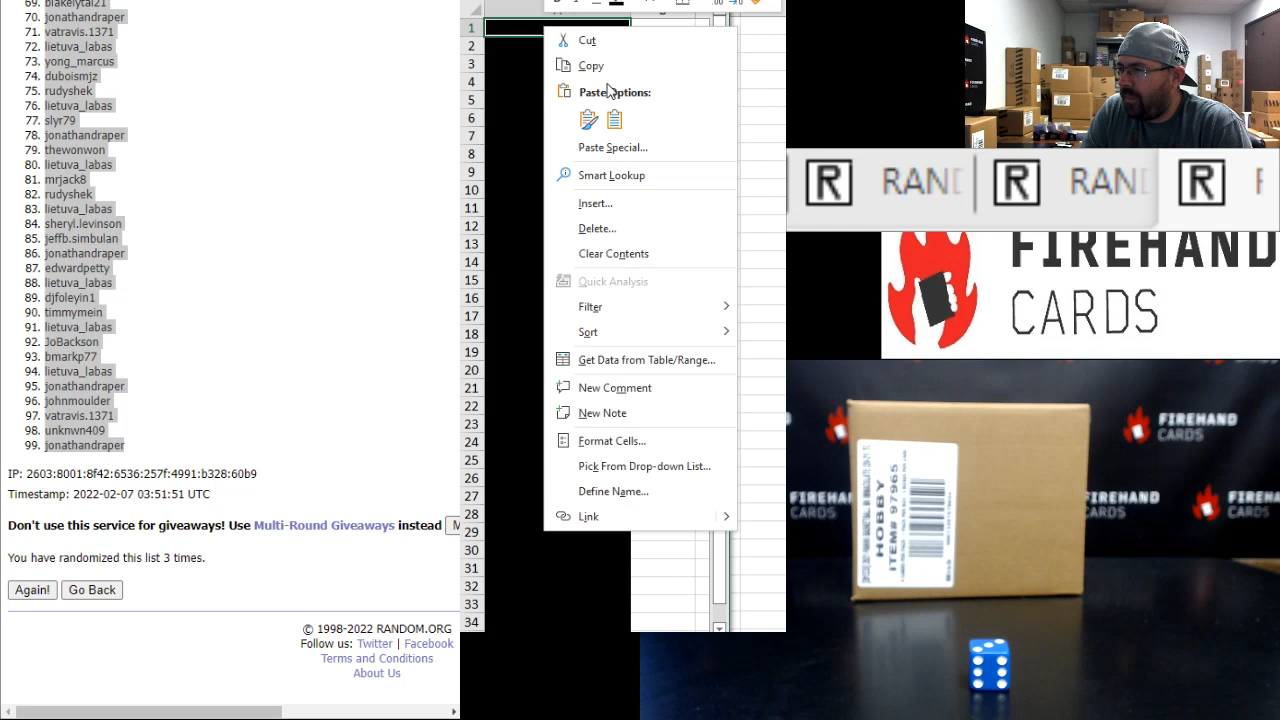 69. blakelytal21
70. jonathandraper
71. vatravis.1371
72. lietuva_labas
73. yong_marcus
74. duboismjz
75. rudyshek
76. lietuva_labas
77. slyr79
78. jonathandraper
79. thewonwon
80. lietuva_labas
81. mrjack8
82. rudyshek
83. lietuva_labas
84. sheryl.levinson
85. jeffb.simbulan
86. jonathandraper
87. edwardpetty
88. lietuva_labas
89. djfoleyin1
90. timmymein
91. lietuva_labas
92. JoBackson
93. bmarkp77
94. lietuva_labas
95. jonathandraper
96. johnmoulder
97. vatravis.1371
98. unknwn409
99. jonathandraper
IP: 2603:8001:8f42:6536:257f:4991:b328:60b9
Timestamp: 2022-02-07 03:51:51 UTC
Don't use this service for giveaways! Use Multi-Round Giveaways instead
You have randomized this list 3 times.
Again! Go Back
© 1998-2022 RANDOM.ORG
Follow us: Twitter | Facebook
Terms and Conditions
About Us
1
2
3
4
5
6
7
8
9
10
11
12
13
14
15
16
17
18
19
20
21
22
23
24
25
26
27
28
29
30
31
32
33
34
Cut
Copy
Paste Options:
Paste Special...
Smart Lookup
Insert...
Delete...
Clear Contents
Quick Analysis
Filter
Sort
Get Data from Table/Range...
New Comment
New Note
Format Cells...
Pick From Drop-down List...
Define Name...
Link
R RAND R RAND R
FIREHAND
CARDS
FIREHAND
CARDS
HOBBY
ITEM# 97965